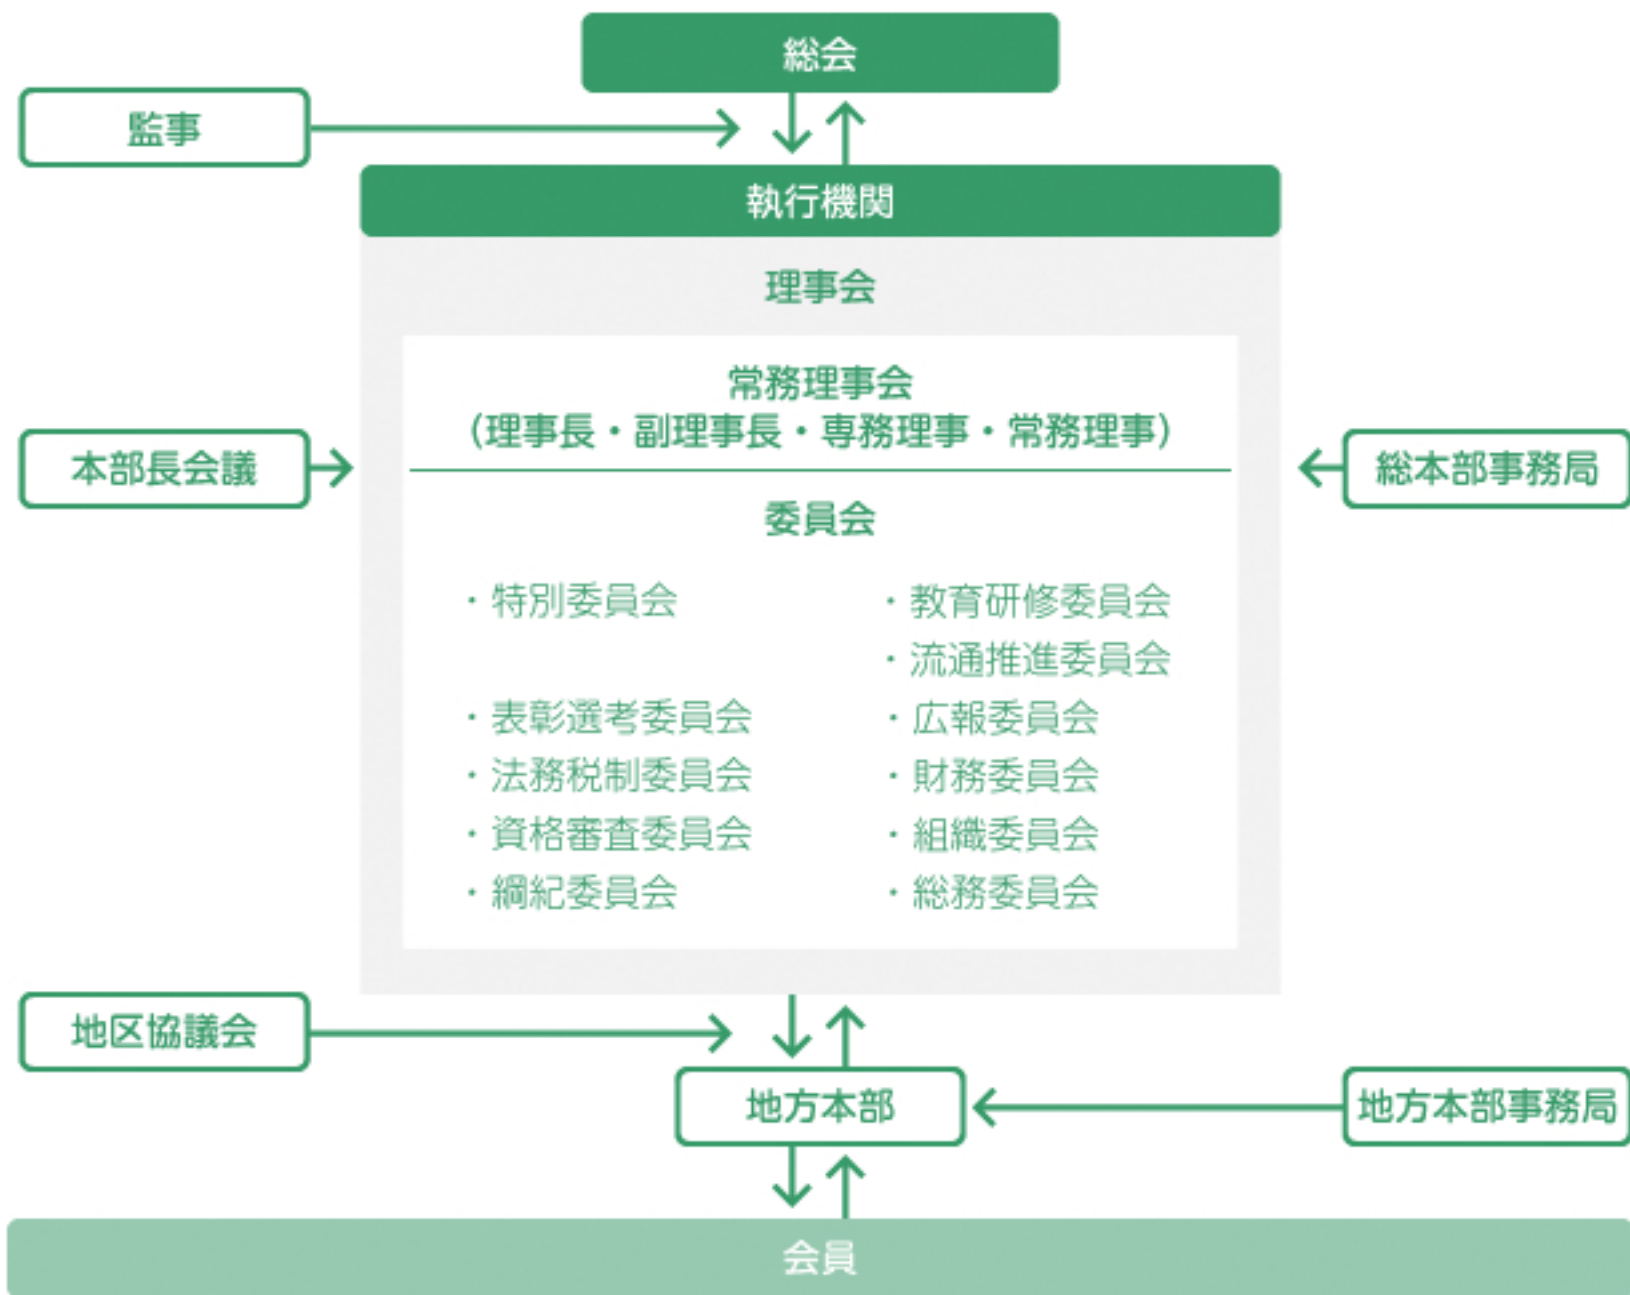 総会
監事
執行機関
理事会
常務理事会
（理事長・副理事長・専務理事・常務理事）
本部長会議
総本部事務局
委員会
・特別委員会
・教育研修委員会
・流通推進委員会
・表彰選考委員会
・広報委員会
・法務税制委員会
・財務委員会
・資格審査委員会
・組織委員会
・綱紀委員会
・総務委員会
地区協議会
地方本部
地方本部事務局
会員